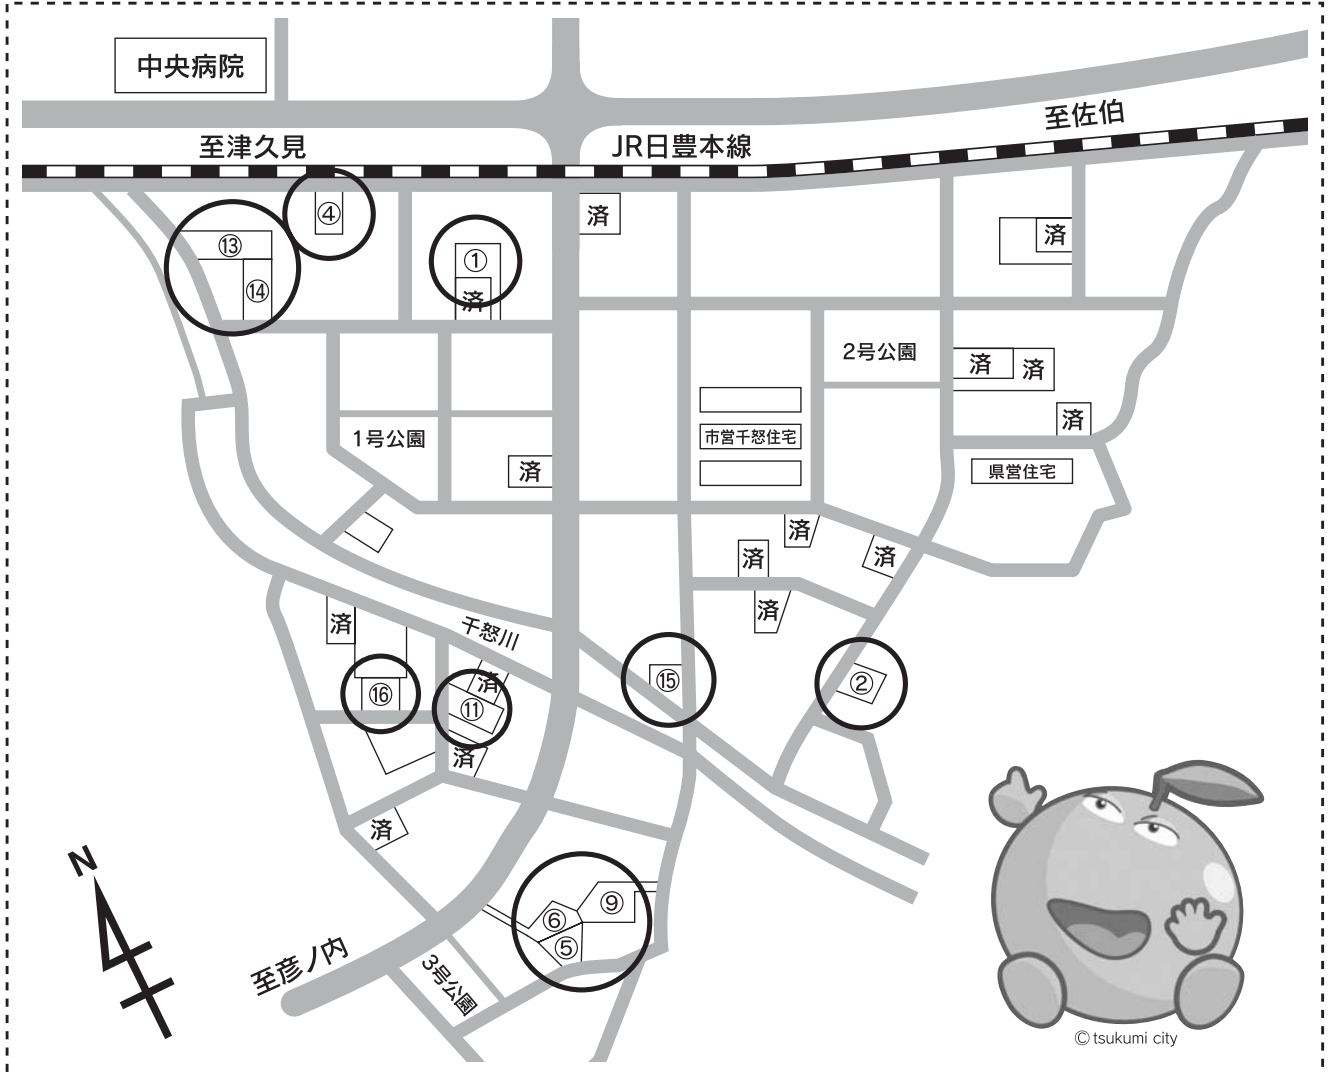 中央病院
至津久見
JR日豊本線
至佐伯
④
済
⑬
①
済
済
⑭
2号公園
済
済
済
1号公園
市営千怒住宅
済
県営住宅
済
済
済
済
済
千怒川
⑮
②
済
⑯
⑪
済
済
N
⑨
⑥
⑤
至彦ノ内
3号公園
©tsukumi city